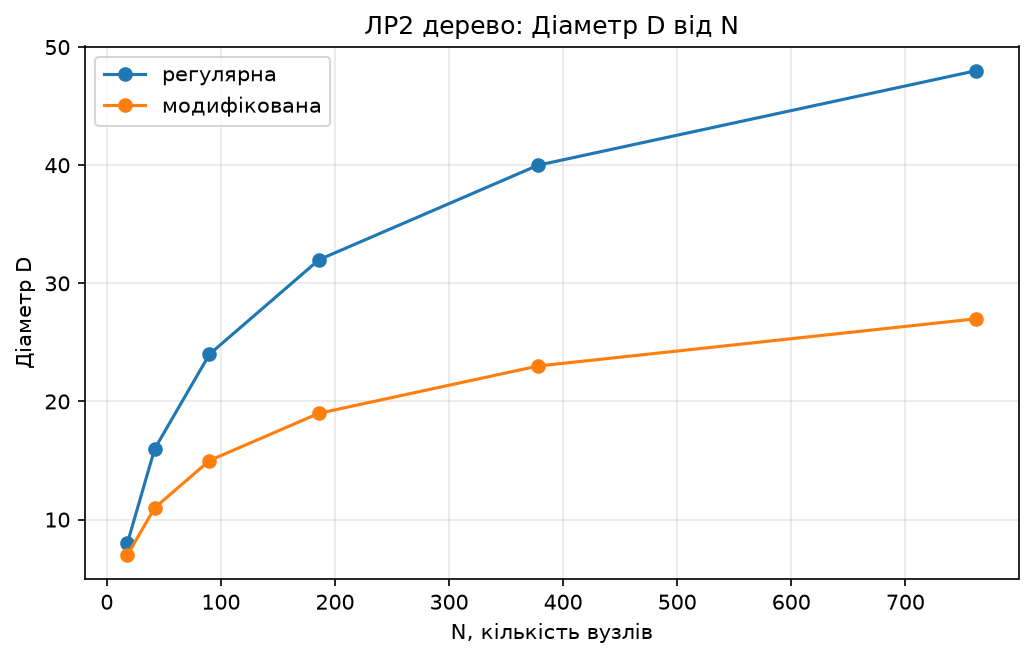 ЛР2 дерево: Діаметр D від N
регулярна
модифікована
Діаметр D
50
40
30
20
10
0 100 200 300 400 500 600 700
N, кількість вузлів